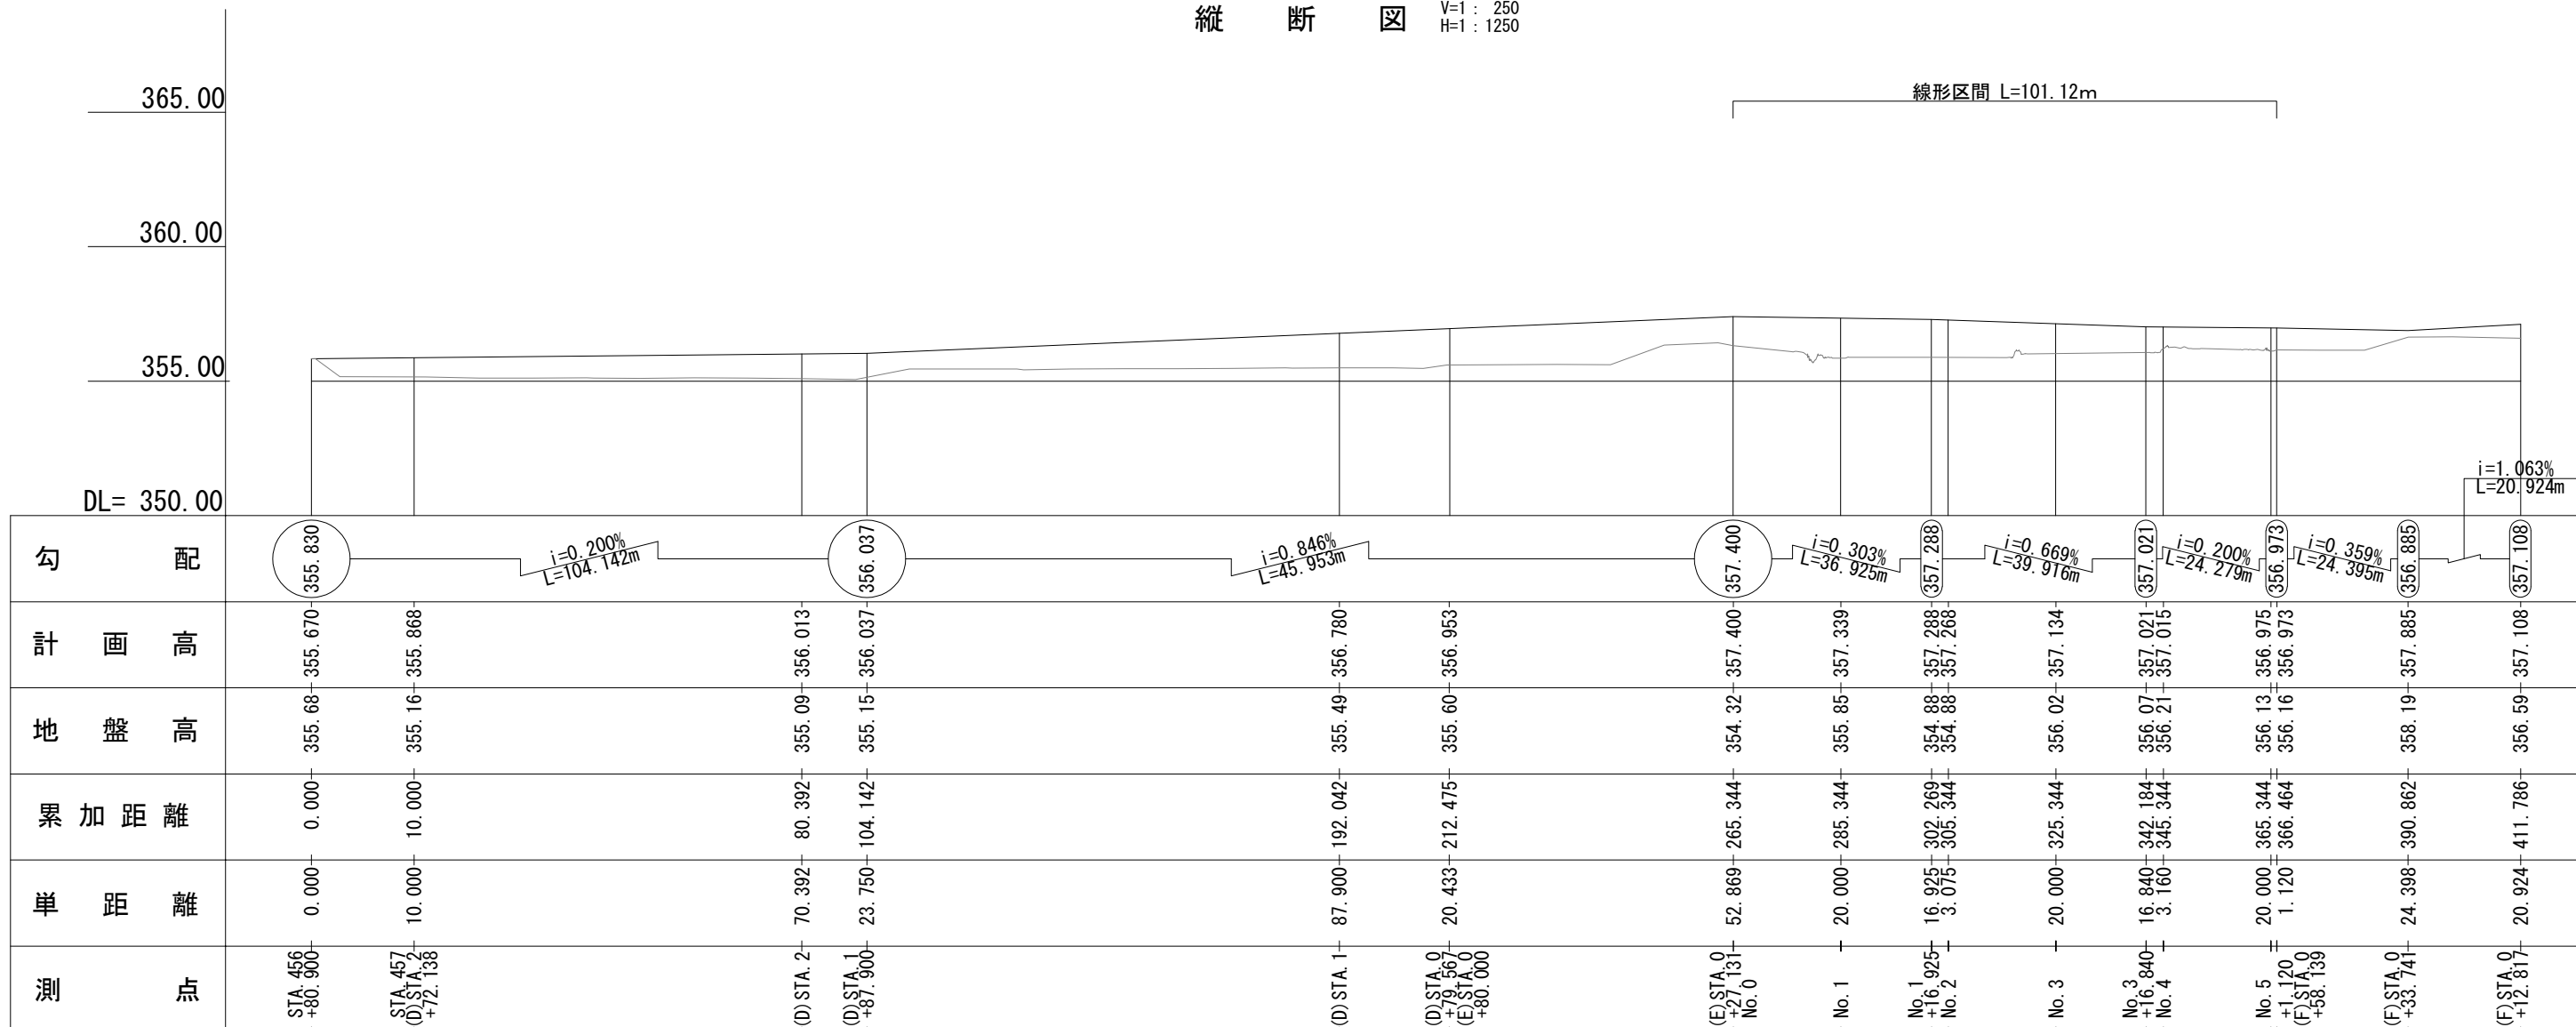 縦断図
V=1 : 250
H=1 : 1250
線形区間 L=101.12m
365.00
360.00
355.00
DL= 350.00
i=1.063%
L=20.924m
勾配
355.830
i=0.200%
L=104.142m
356.037
i=0.846%
L=45.953m
357.400
i=0.303%
L=36.925m
357.288
i=0.669%
L=39.916m
357.021
i=0.200%
L=24.279m
356.973
i=0.359%
L=24.395m
356.885
357.108
計画高
355.670
355.868
356.013
356.037
356.780
356.953
357.400
357.339
357.288
357.268
357.134
357.021
357.015
356.975
356.973
357.885
357.108
地盤高
355.68
355.16
355.09
355.15
355.49
355.60
354.32
355.85
354.88
354.88
356.02
356.07
356.21
356.13
356.16
358.19
356.59
累加距離
0.000
10.000
80.392
104.142
192.042
212.475
265.344
285.344
302.269
305.344
325.344
342.184
345.344
365.344
366.464
390.862
411.786
単距離
0.000
10.000
70.392
23.750
87.900
20.433
52.869
20.000
16.925
3.075
20.000
16.840
3.160
20.000
1.120
24.398
20.924
測点
STA.456
+80.900
STA.457
(D)STA.2
+72.138
(D)STA.2
(D)STA.1
+87.900
(D)STA.1
(D)STA.0
+79.567
(E)STA.0
+80.000
(E)STA.0
+27.131
No.0
No.1
No.1
+16.925
No.2
No.3
No.3
+16.840
No.4
No.5
+1.120
(F)STA.0
+58.139
(F)STA.0
+33.741
(F)STA.0
+12.817